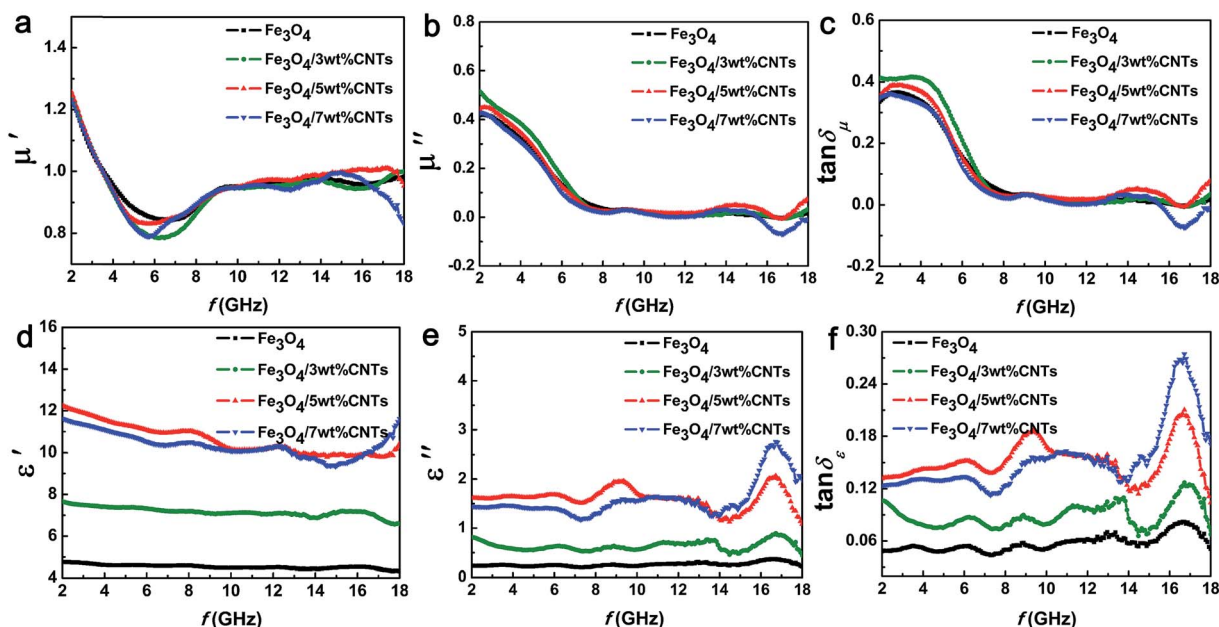 a
μ′
1.4
1.2
1.0
0.8
Fe3O4
Fe3O4/3wt%CNTs
Fe3O4/5wt%CNTs
Fe3O4/7wt%CNTs
2 4 6 8 10 12 14 16 18
f(GHz)
b
μ″
0.8
0.6
0.4
0.2
0.0
-0.2
Fe3O4
Fe3O4/3wt%CNTs
Fe3O4/5wt%CNTs
Fe3O4/7wt%CNTs
2 4 6 8 10 12 14 16 18
f(GHz)
c
tanδμ
0.6
0.4
0.2
0.0
-0.2
Fe3O4
Fe3O4/3wt%CNTs
Fe3O4/5wt%CNTs
Fe3O4/7wt%CNTs
2 4 6 8 10 12 14 16 18
f(GHz)
d
ε′
16
14
12
10
8
6
4
Fe3O4
Fe3O4/3wt%CNTs
Fe3O4/5wt%CNTs
Fe3O4/7wt%CNTs
2 4 6 8 10 12 14 16 18
f(GHz)
e
ε″
5
4
3
2
1
0
Fe3O4
Fe3O4/3wt%CNTs
Fe3O4/5wt%CNTs
Fe3O4/7wt%CNTs
2 4 6 8 10 12 14 16 18
f(GHz)
f
tanδε
0.30
0.24
0.18
0.12
0.06
Fe3O4
Fe3O4/3wt%CNTs
Fe3O4/5wt%CNTs
Fe3O4/7wt%CNTs
2 4 6 8 10 12 14 16 18
f(GHz)